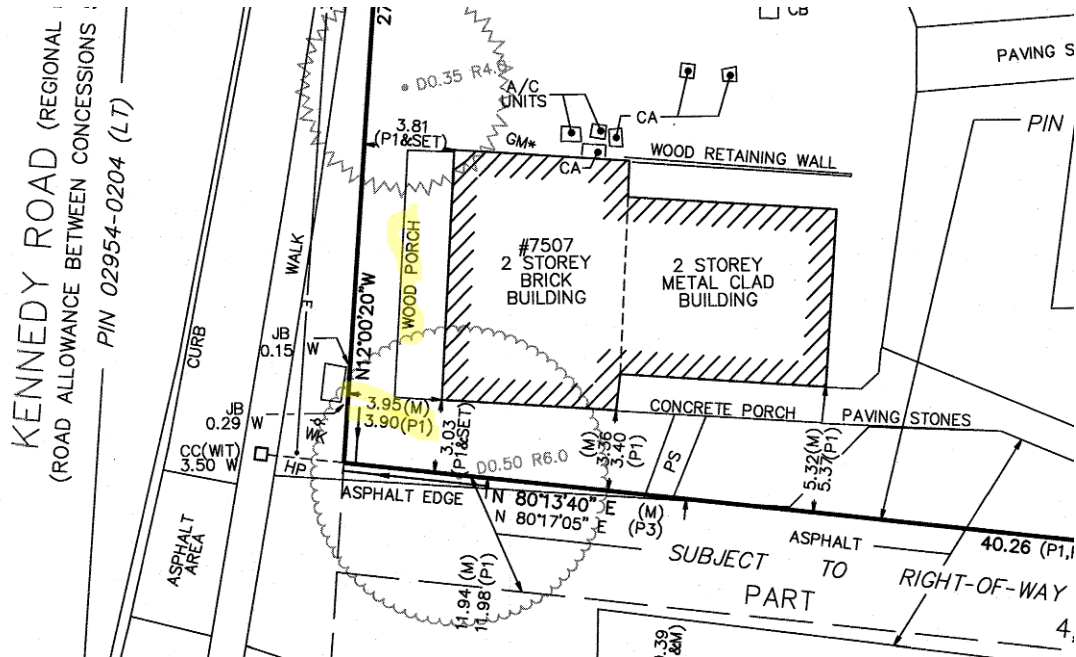 KENNEDY ROAD (REGIONAL
(ROAD ALLOWANCE BETWEEN CONCESSIONS
PIN 02954-0204 (LT)
27
CB
PAVING S
PIN
D0.35 R4.0
A/C
UNITS
CA
3.81
(P1&SET)
GM*
CA
WOOD RETAINING WALL
WOOD PORCH
#7507
2 STOREY
BRICK
BUILDING
2 STOREY
METAL CLAD
BUILDING
WALK
CURB
N12°00'20"W
JB
0.15 W
JB
0.29 W
CC(WIT)
3.50 W
HP
3.95(M)
3.90(P1)
3.03
(P1&SET)
D0.50 R6.0
(M)
3.36
3.40
(P1)
CONCRETE PORCH
PAVING STONES
PS
5.32(M)
5.37(P1)
ASPHALT EDGE
N 80°13'40" E (M)
N 80°17'05" E (P3)
ASPHALT
AREA
11.94(M)
11.98(P1)
ASPHALT
40.26 (P1,
SUBJECT TO RIGHT-OF-WAY
PART
4,
.39
&M)